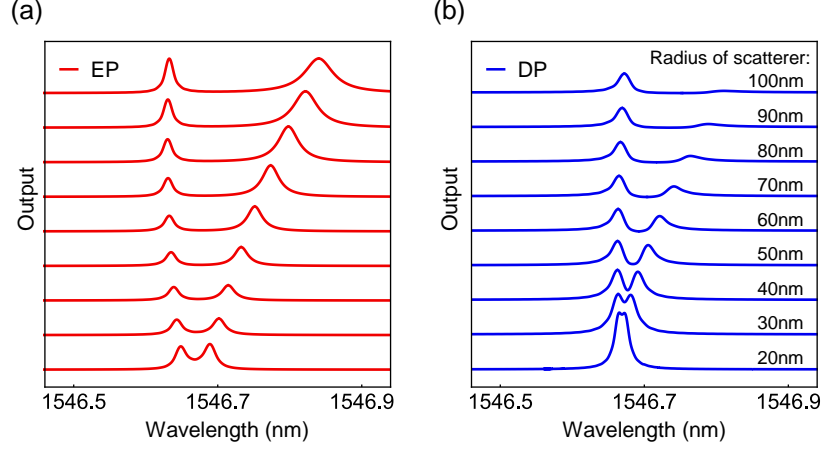 (a)
EP
Output
1546.5 1546.7 1546.9
Wavelength (nm)
(b)
DP
Radius of scatterer:
100nm
90nm
80nm
70nm
60nm
50nm
40nm
30nm
20nm
Output
1546.5 1546.7 1546.9
Wavelength (nm)